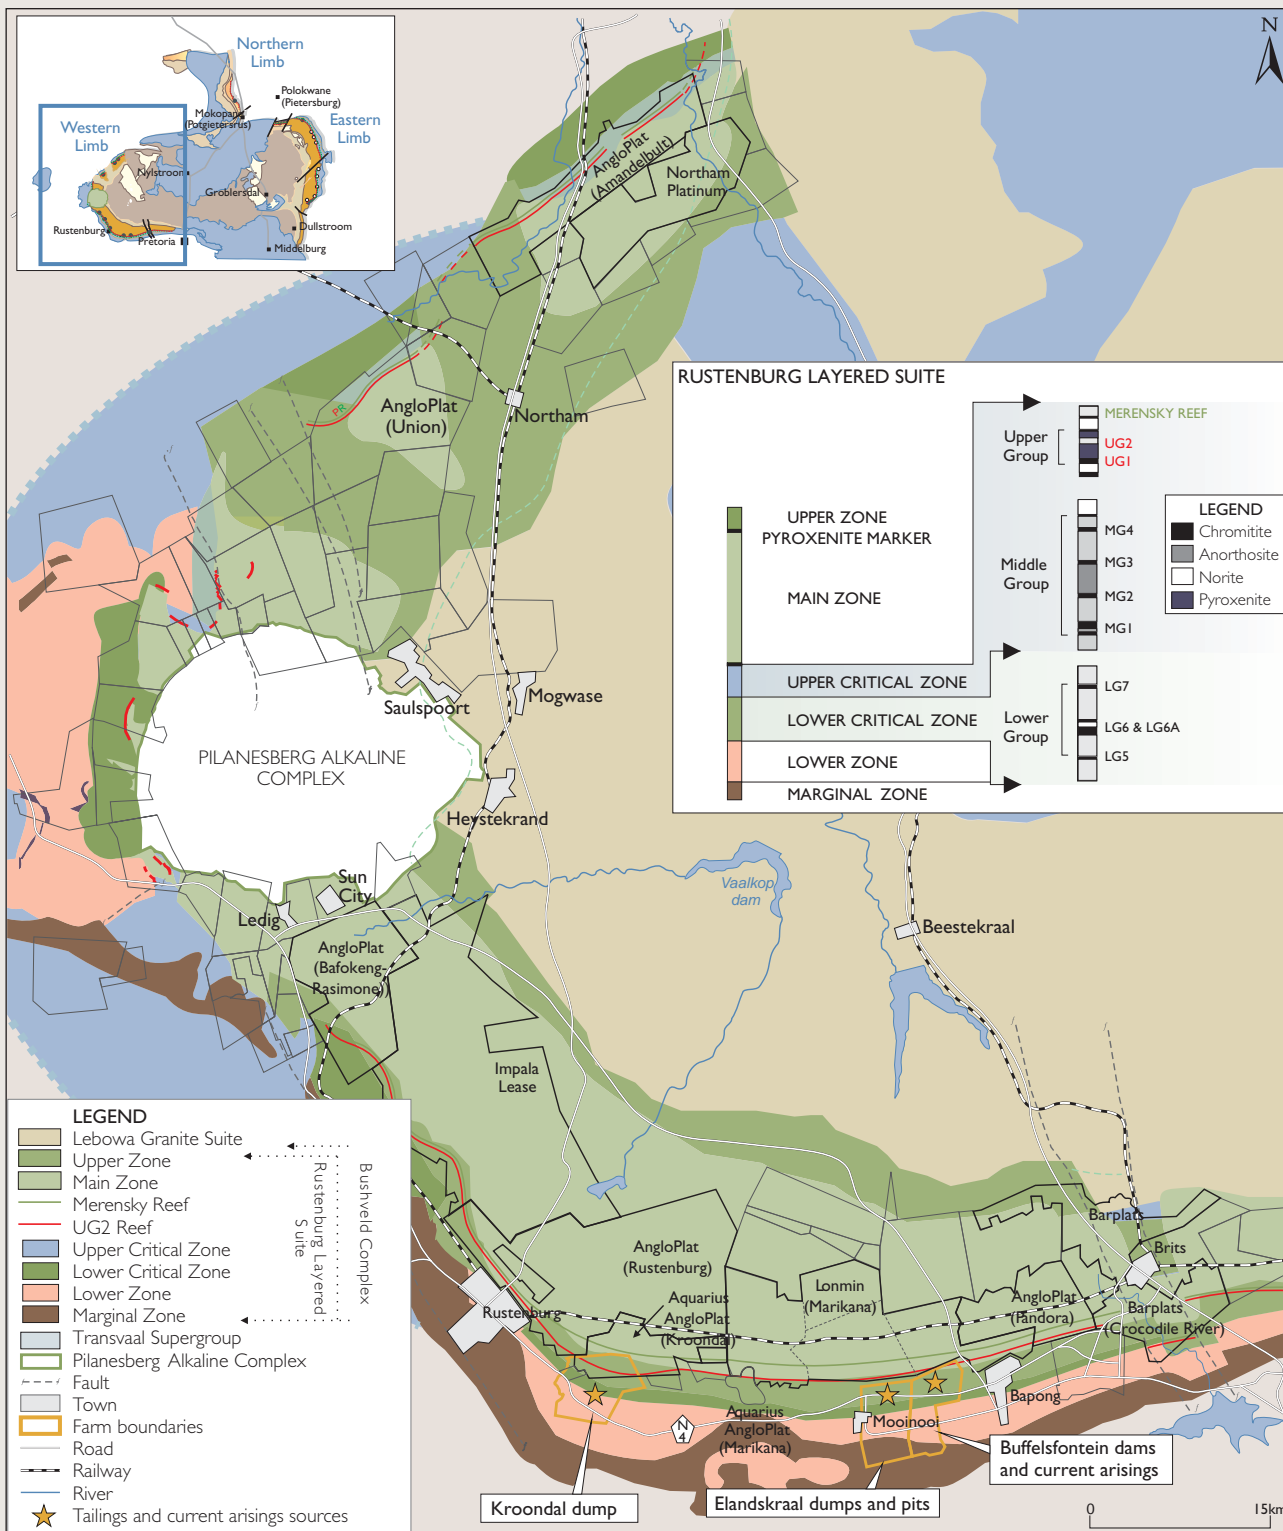 N
Northern
Limb
Polokwane
(Pietersburg)
Mokopane
(Potgietersrus)
Eastern
Limb
Western
Limb
Nylstroom
Groblersdal
Rustenburg
Pretoria
Dullstroom
Middelburg
AngloPlat
(Amandelbult)
Northam
Platinum
PR
AngloPlat
(Union)
Northam
RUSTENBURG LAYERED SUITE
UPPER ZONE
PYROXENITE MARKER
MAIN ZONE
UPPER CRITICAL ZONE
LOWER CRITICAL ZONE
LOWER ZONE
MARGINAL ZONE
Upper
Group
MERENSKY REEF
UG2
UG1
Middle
Group
MG4
MG3
MG2
MG1
Lower
Group
LG7
LG6 & LG6A
LG5
LEGEND
Chromitite
Anorthosite
Norite
Pyroxenite
Saulspoort
Mogwase
PILANESBERG ALKALINE
COMPLEX
Heystekrand
Sun
City
Ledig
Vaalkop
dam
Beestekraal
AngloPlat
(Bafokeng-
Rasimone))
Impala
Lease
AngloPlat
(Rustenburg)
Lonmin
(Marikana)
Aquarius
AngloPlat
(Kroondal)
AngloPlat
(Pandora)
Barplats
Brits
Barplats
(Crocodile River)
Rustenburg
Bapong
Mooinooi
Aquarius
AngloPlat
(Marikana)
N
4
Kroondal dump
Elandskraal dumps and pits
Buffelsfontein dams
and current arisings
0 15km
LEGEND
Lebowa Granite Suite
Upper Zone
Main Zone
Merensky Reef
UG2 Reef
Upper Critical Zone
Lower Critical Zone
Lower Zone
Marginal Zone
Transvaal Supergroup
Pilanesberg Alkaline Complex
Fault
Town
Farm boundaries
Road
Railway
River
Tailings and current arisings sources
Rustenburg Layered
Suite
Bushveld Complex